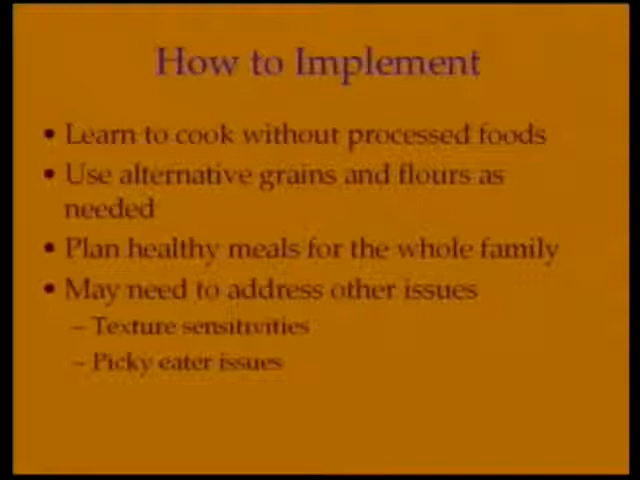 How to Implement
• Learn to cook without processed foods
• Use alternative grains and flours as
needed
• Plan healthy meals for the whole family
• May need to address other issues
– Texture sensitivities
– Picky eater issues